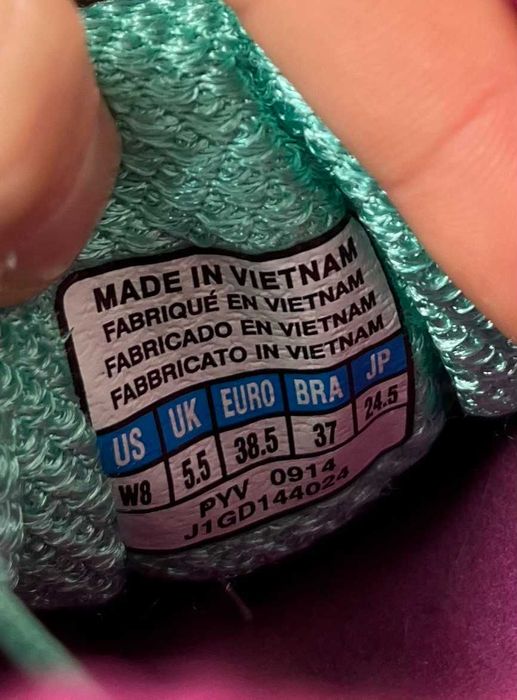 MADE IN VIETNAM
FABRIQUÉ EN VIETNAM
FABRICADO EN VIETNAM
FABBRICATO IN VIETNAM
US UK EURO BRA JP
W8 5.5 38.5 37 24.5
PYV 0914
J1GD144024